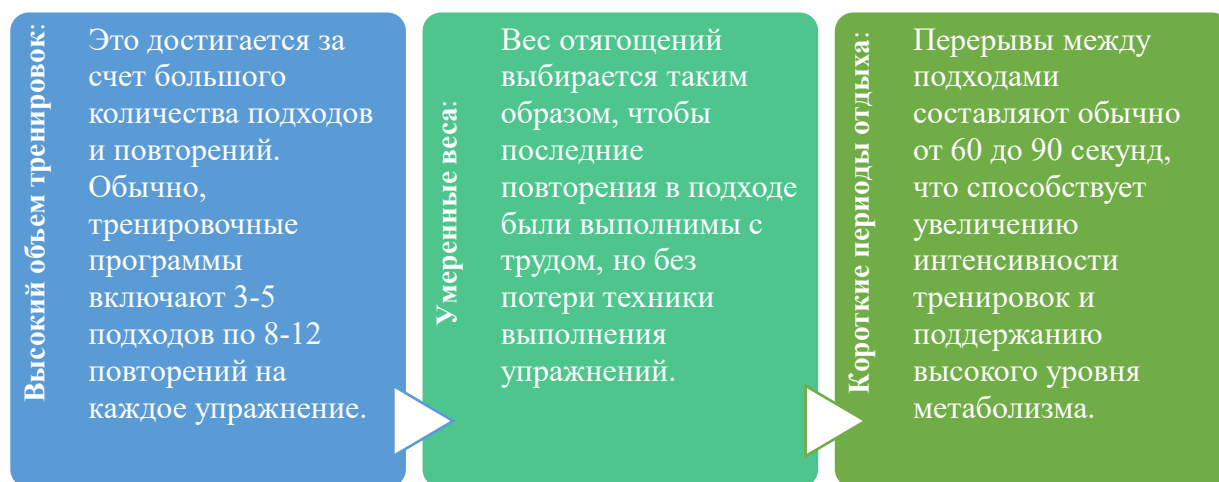 Высокий объем тренировок:
Это достигается за
счет большого
количества подходов
и повторений.
Обычно,
тренировочные
программы
включают 3-5
подходов по 8-12
повторений на
каждое упражнение.
Умеренные веса:
Вес отягощений
выбирается таким
образом, чтобы
последние
повторения в подходе
были выполнимы с
трудом, но без
потери техники
выполнения
упражнений.
Короткие периоды отдыха:
Перерывы между
подходами
составляют обычно
от 60 до 90 секунд,
что способствует
увеличению
интенсивности
тренировок и
поддержанию
высокого уровня
метаболизма.